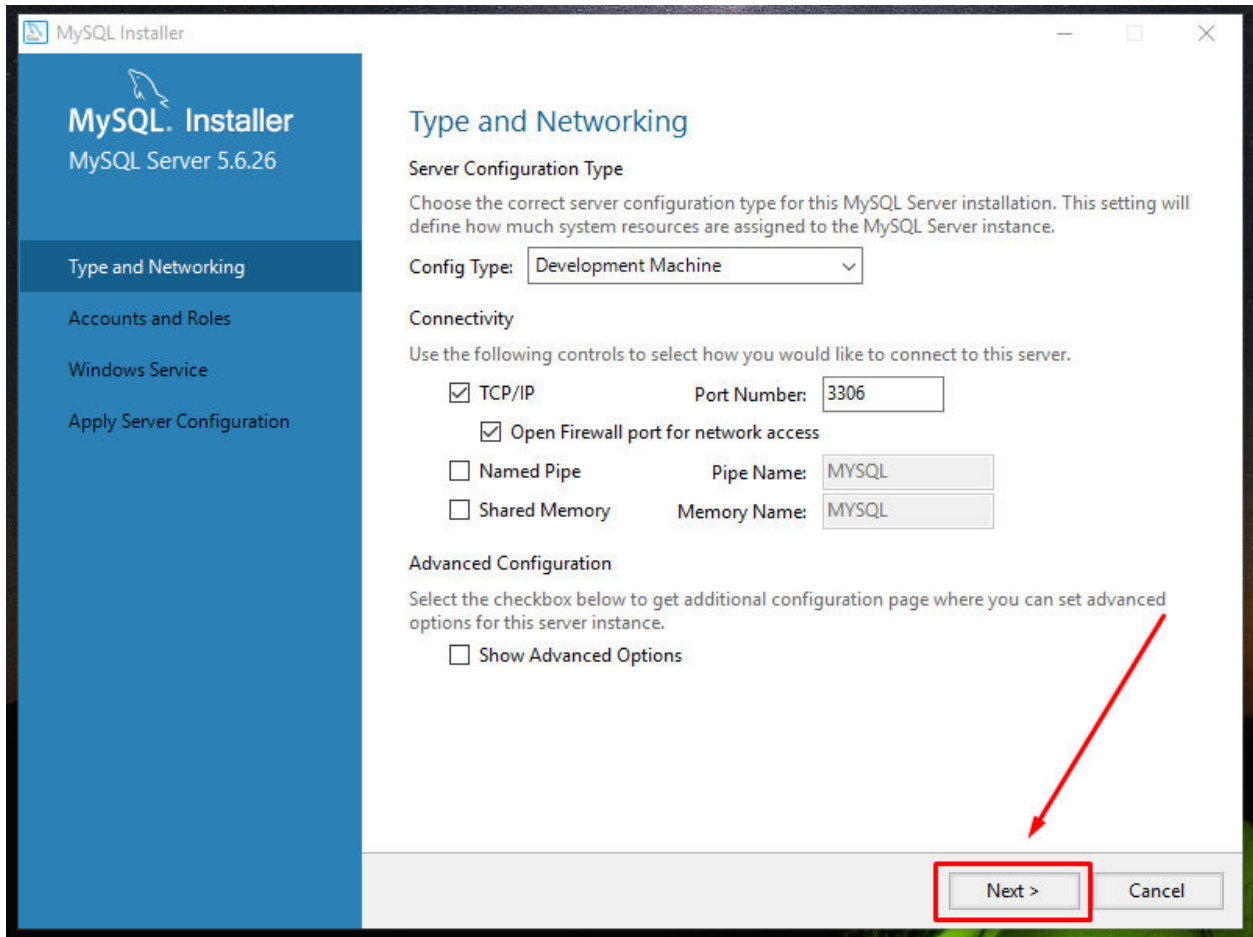 MySQL Installer
MySQL. Installer
MySQL Server 5.6.26
Type and Networking
Accounts and Roles
Windows Service
Apply Server Configuration
Type and Networking
Server Configuration Type
Choose the correct server configuration type for this MySQL Server installation. This setting will
define how much system resources are assigned to the MySQL Server instance.
Config Type: Development Machine
Connectivity
Use the following controls to select how you would like to connect to this server.
TCP/IP Port Number: 3306
Open Firewall port for network access
Named Pipe Pipe Name: MYSQL
Shared Memory Memory Name: MYSQL
Advanced Configuration
Select the checkbox below to get additional configuration page where you can set advanced
options for this server instance.
Show Advanced Options
Next > Cancel